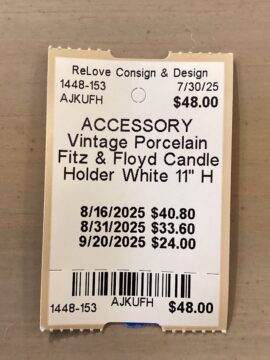 ReLove Consign & Design
1448-153 7/30/25
AJKUFH $48.00
ACCESSORY
Vintage Porcelain
Fitz & Floyd Candle
Holder White 11" H
8/16/2025 $40.80
8/31/2025 $33.60
9/20/2025 $24.00
AJKUFH
1448-153 $48.00